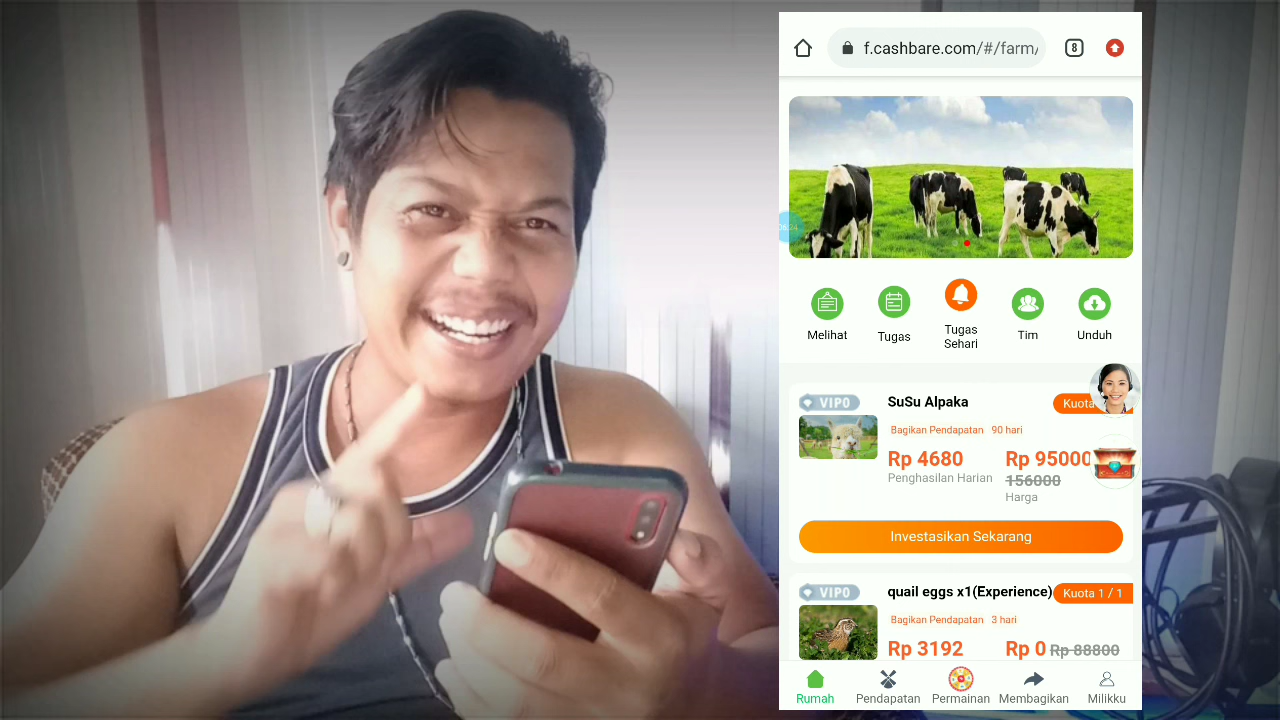 f.cashbare.com/#/farm/
8
06:24
Melihat
Tugas
Tugas
Sehari
Tim
Unduh
VIP0
SuSu Alpaka
Kuota
Bagikan Pendapatan 90 hari
Rp 4680
Rp 95000
Penghasilan Harian
156000
Harga
Investasikan Sekarang
VIP0
quail eggs x1(Experience)
Kuota 1 / 1
Bagikan Pendapatan 3 hari
Rp 3192
Rp 0 Rp 88800
Rumah
Pendapatan
Permainan
Membagikan
Milikku